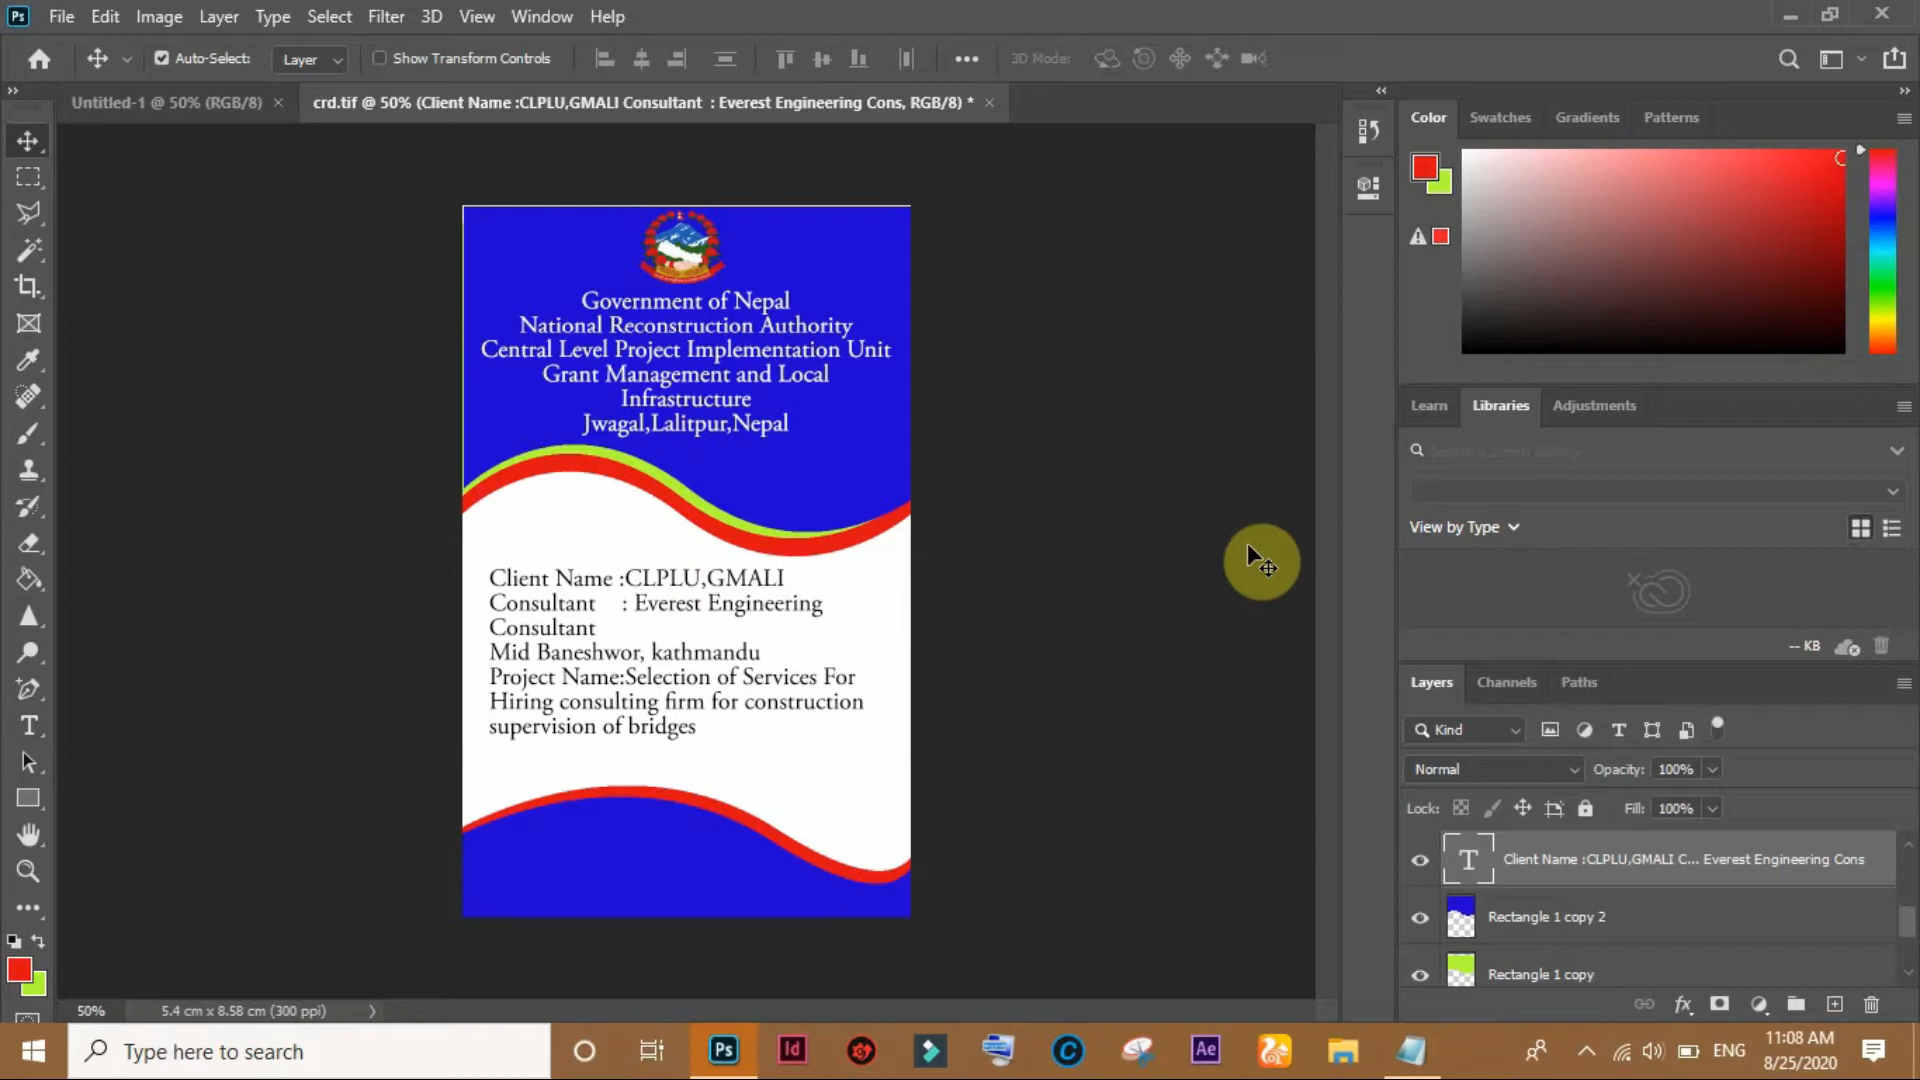 Ps File Edit Image Layer Type Select Filter 3D View Window Help
Auto-Select: Layer Show Transform Controls 3D Mode:
Untitled-1 @ 50% (RGB/8) × crd.tif @ 50% (Client Name :CLPLU,GMALI Consultant : Everest Engineering Cons, RGB/8) * ×
Color Swatches Gradients Patterns
Government of Nepal
National Reconstruction Authority
Central Level Project Implementation Unit
Grant Management and Local
Infrastructure
Jwagal,Lalitpur,Nepal
Client Name :CLPLU,GMALI
Consultant : Everest Engineering
Consultant
Mid Baneshwor, kathmandu
Project Name:Selection of Services For
Hiring consulting firm for construction
supervision of bridges
Learn Libraries Adjustments
View by Type
-- KB
Layers Channels Paths
Kind
Normal Opacity: 100%
Lock: Fill: 100%
T Client Name :CLPLU,GMALI C... Everest Engineering Cons
Rectangle 1 copy 2
Rectangle 1 copy
50% 5.4 cm x 8.58 cm (300 ppi)
Type here to search
Ps Id Ae
ENG
11:08 AM
8/25/2020